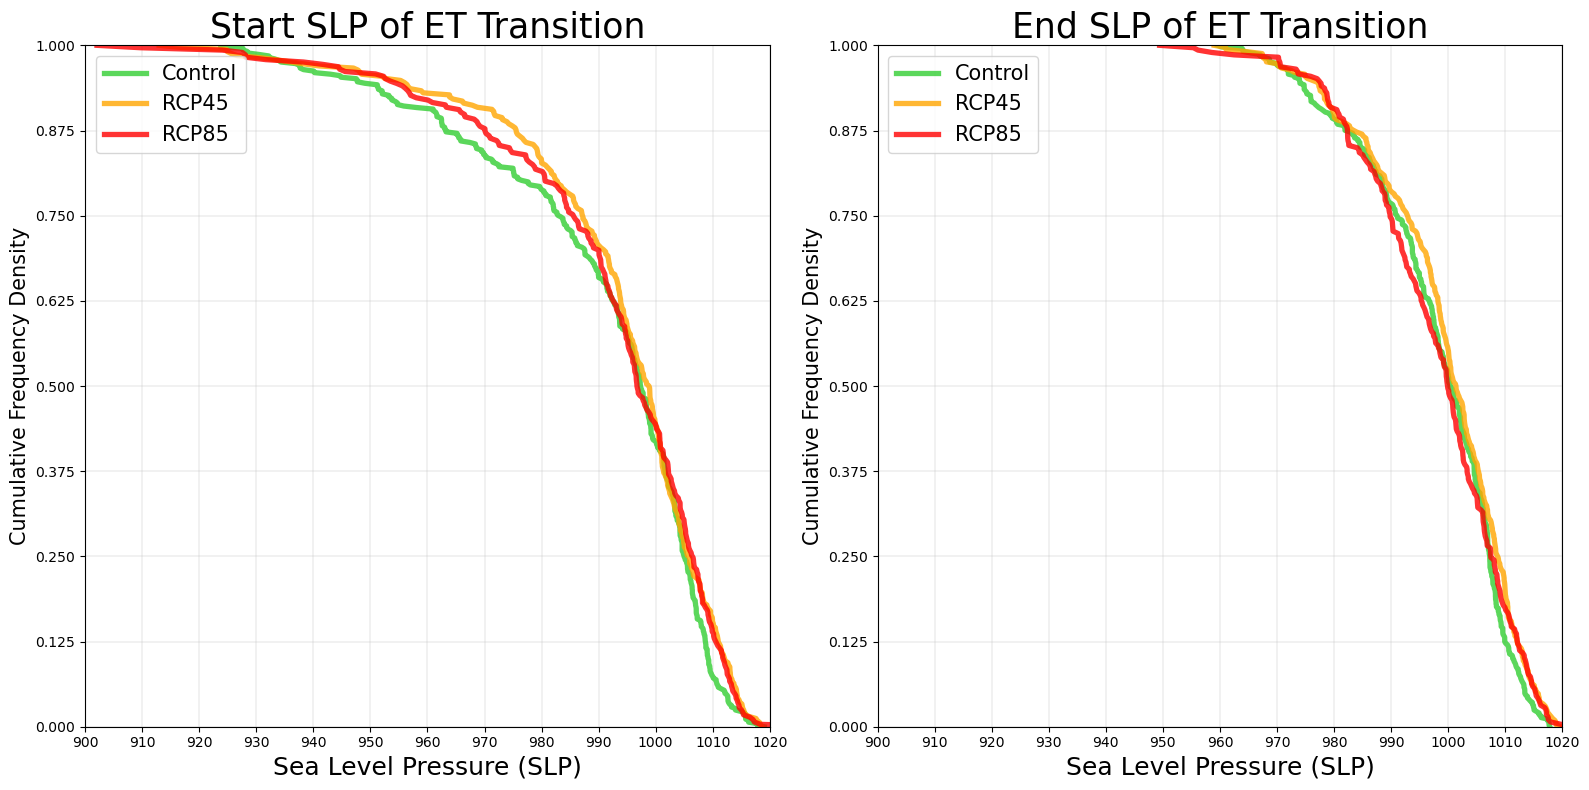 Start SLP of ET Transition
1.000
0.875
0.750
0.625
0.500
0.375
0.250
0.125
0.000
Cumulative Frequency Density
Control
RCP45
RCP85
900 910 920 930 940 950 960 970 980 990 1000 1010 1020
Sea Level Pressure (SLP)
End SLP of ET Transition
1.000
0.875
0.750
0.625
0.500
0.375
0.250
0.125
0.000
Cumulative Frequency Density
Control
RCP45
RCP85
900 910 920 930 940 950 960 970 980 990 1000 1010 1020
Sea Level Pressure (SLP)